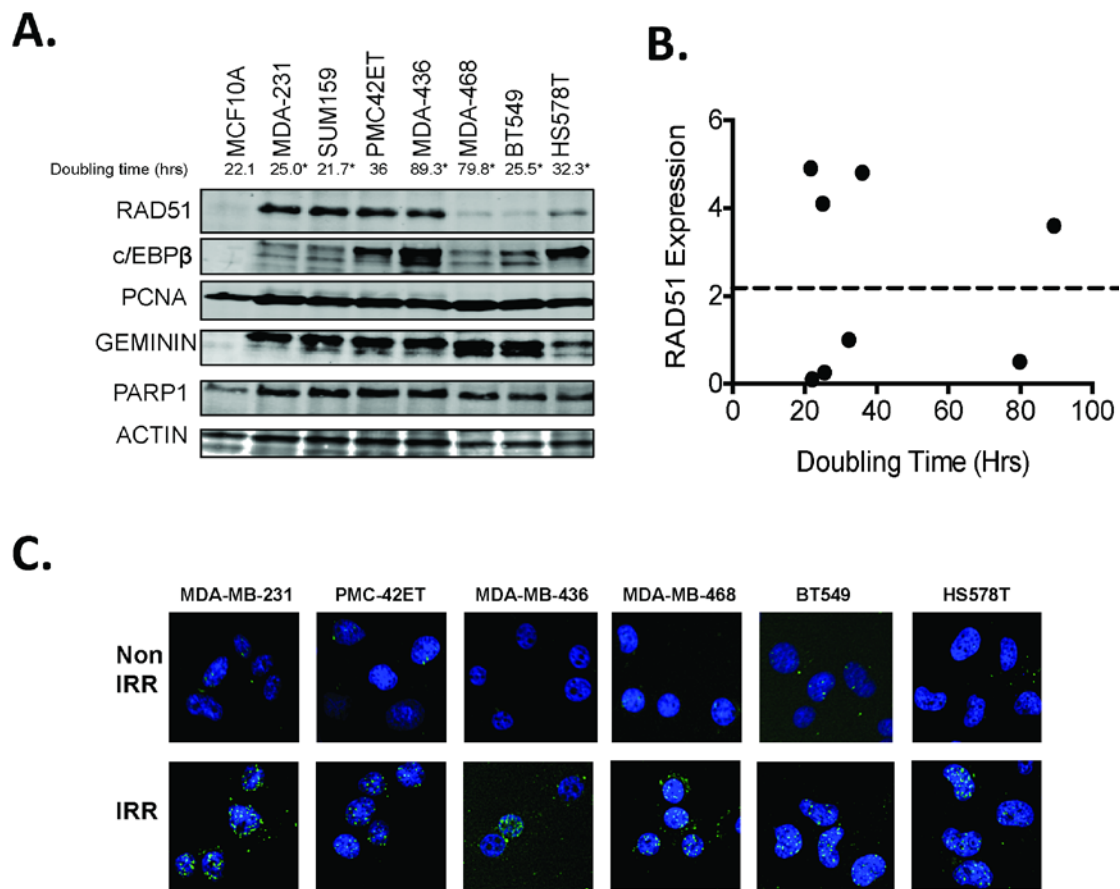 A.
MCF10A
MDA-231
SUM159
PMC42ET
MDA-436
MDA-468
BT549
HS578T
Doubling time (hrs) 22.1 25.0* 21.7* 36 89.3* 79.8* 25.5* 32.3*
RAD51
c/EBPβ
PCNA
GEMININ
PARP1
ACTIN
B.
RAD51 Expression
6
4
2
0
0 20 40 60 80 100
Doubling Time (Hrs)
C.
MDA-MB-231 PMC-42ET MDA-MB-436 MDA-MB-468 BT549 HS578T
Non
IRR
IRR